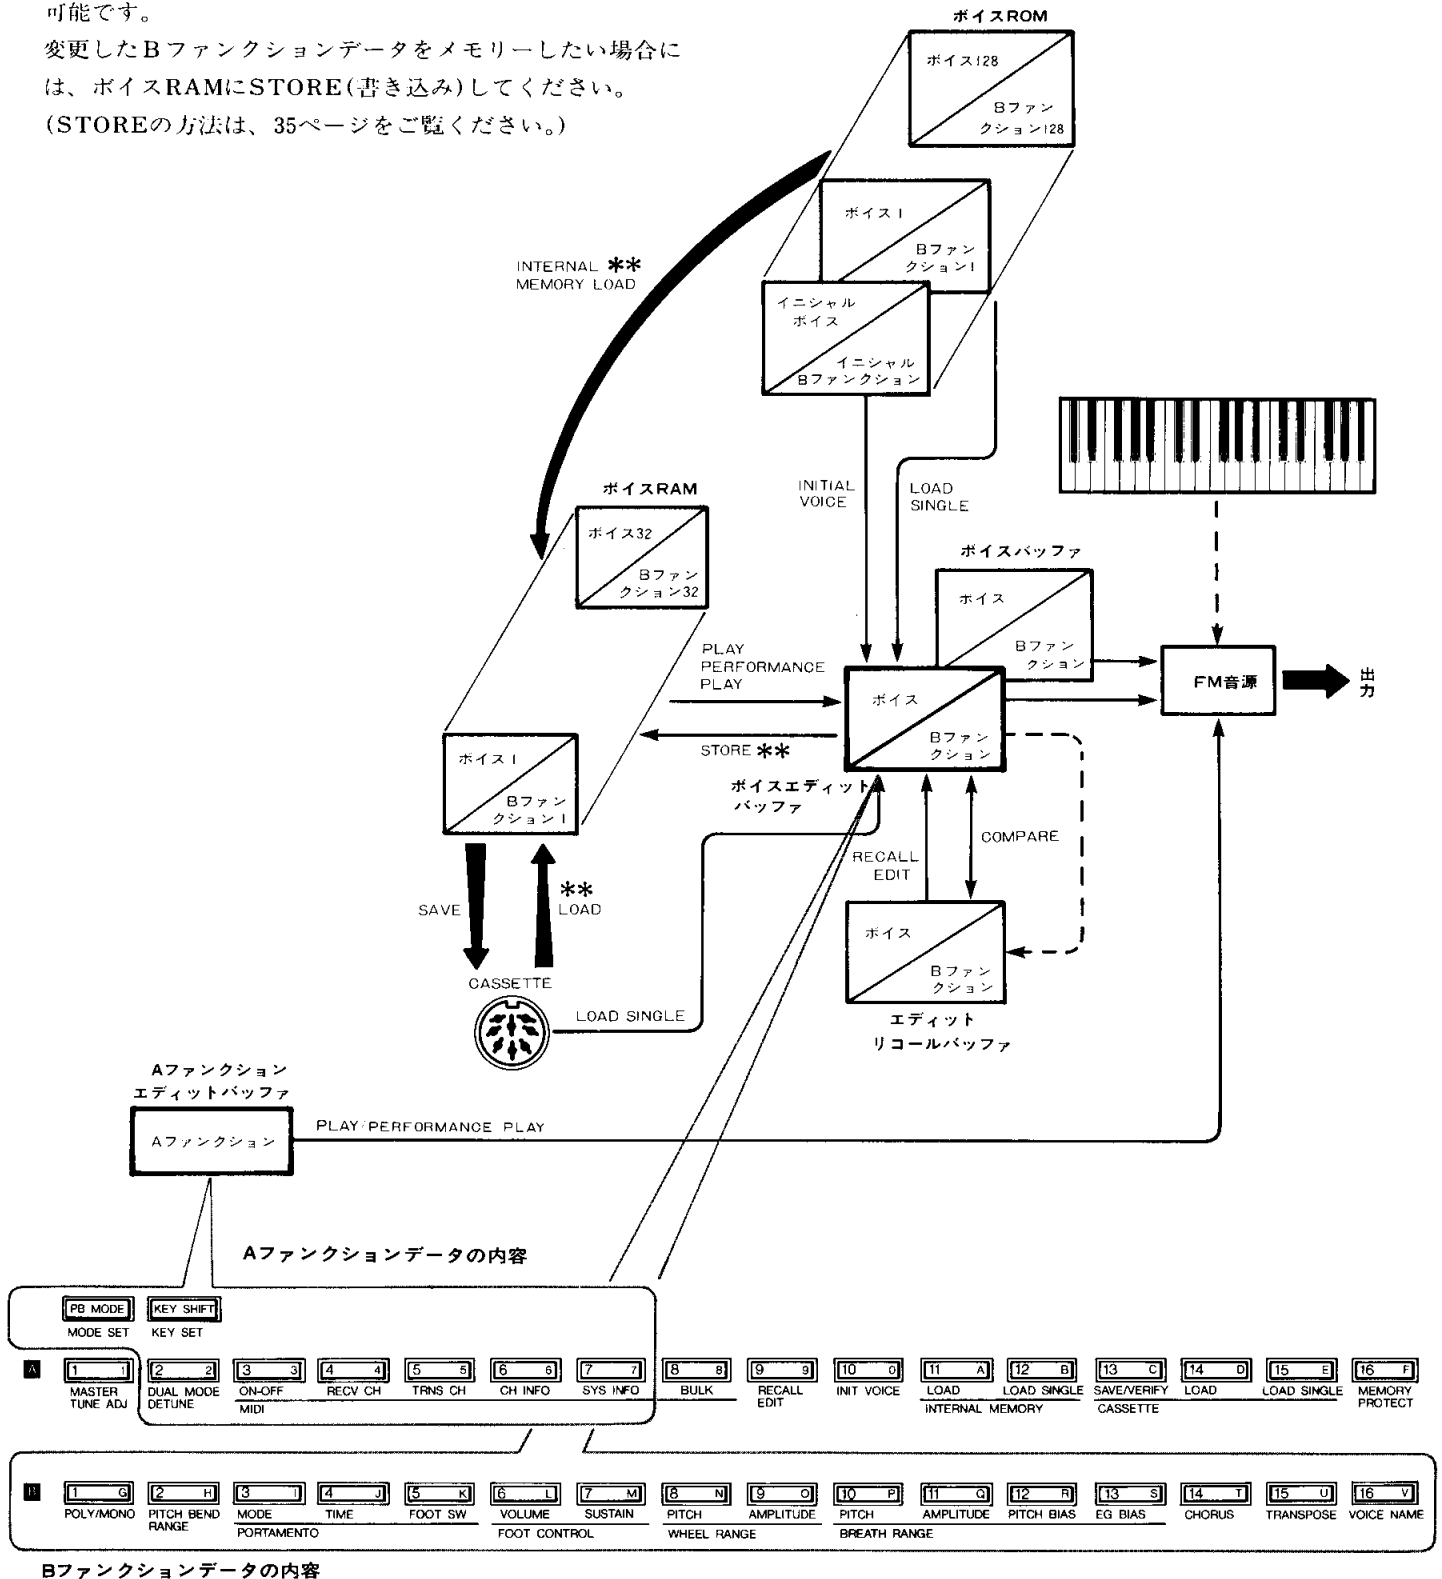 可能です。
変更したBファンクションデータをメモリーしたい場合に
は、ボイスRAMにSTORE(書き込み)してください。
(STOREの方法は、35ページをご覧ください。)
ボイスROM
ボイス128
Bファン
クション128
ボイス1
Bファン
クション1
イニシャル
ボイス
イニシャル
Bファンクション
INTERNAL **
MEMORY LOAD
INITIAL
VOICE
LOAD
SINGLE
ボイスRAM
ボイス32
Bファン
クション32
ボイス1
Bファン
クション1
PLAY
PERFORMANCE
PLAY
STORE **
ボイスバッファ
ボイス
Bファン
クション
ボイス
Bファン
クション
ボイスエディット
バッファ
FM音源
出力
RECALL
EDIT
COMPARE
ボイス
Bファン
クション
エディット
リコールバッファ
SAVE
**
LOAD
CASSETTE
LOAD SINGLE
Aファンクション
エディットバッファ
Aファンクション
PLAY/PERFORMANCE PLAY
Aファンクションデータの内容
PB MODE KEY SHIFT
MODE SET KEY SET
A 1 1 2 2 3 3 4 4 5 5 6 6 7 7 8 8 9 9 10 0 11 A 12 B 13 C 14 D 15 E 16 F
MASTER DUAL MODE ON-OFF RECV CH TRNS CH CH INFO SYS INFO BULK RECALL INIT VOICE LOAD LOAD SINGLE SAVE/VERIFY LOAD LOAD SINGLE MEMORY
TUNE ADJ DETUNE MIDI EDIT INTERNAL MEMORY CASSETTE PROTECT
B 1 G 2 H 3 I 4 J 5 K 6 L 7 M 8 N 9 O 10 P 11 Q 12 R 13 S 14 T 15 U 16 V
POLY/MONO PITCH BEND MODE TIME FOOT SW VOLUME SUSTAIN PITCH AMPLITUDE PITCH AMPLITUDE PITCH BIAS EG BIAS CHORUS TRANSPOSE VOICE NAME
RANGE PORTAMENTO FOOT CONTROL WHEEL RANGE BREATH RANGE
Bファンクションデータの内容